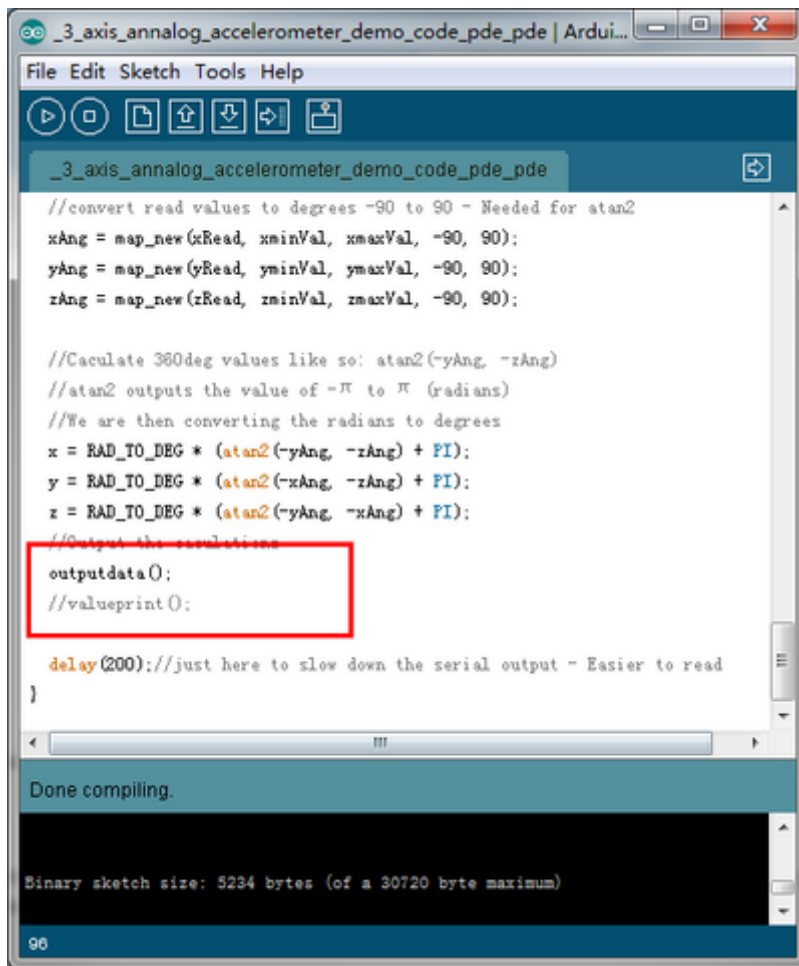 _3_axis_annalog_accelerometer_demo_code_pde_pde | Ardui...
File Edit Sketch Tools Help
_3_axis_annalog_accelerometer_demo_code_pde_pde
//convert read values to degrees -90 to 90 - Needed for atan2
xAng = map_new(xRead, xminVal, xmaxVal, -90, 90);
yAng = map_new(yRead, yminVal, ymaxVal, -90, 90);
zAng = map_new(zRead, zminVal, zmaxVal, -90, 90);
//Caculate 360deg values like so: atan2(-yAng, -zAng)
//atan2 outputs the value of -π to π (radians)
//We are then converting the radians to degrees
x = RAD_TO_DEG * (atan2(-yAng, -zAng) + PI);
y = RAD_TO_DEG * (atan2(-xAng, -zAng) + PI);
z = RAD_TO_DEG * (atan2(-yAng, -xAng) + PI);
//Output the
outputdata();
//valueprint();
delay(200);//just here to slow down the serial output - Easier to read
}
Done compiling.
Binary sketch size: 5234 bytes (of a 30720 byte maximum)
96